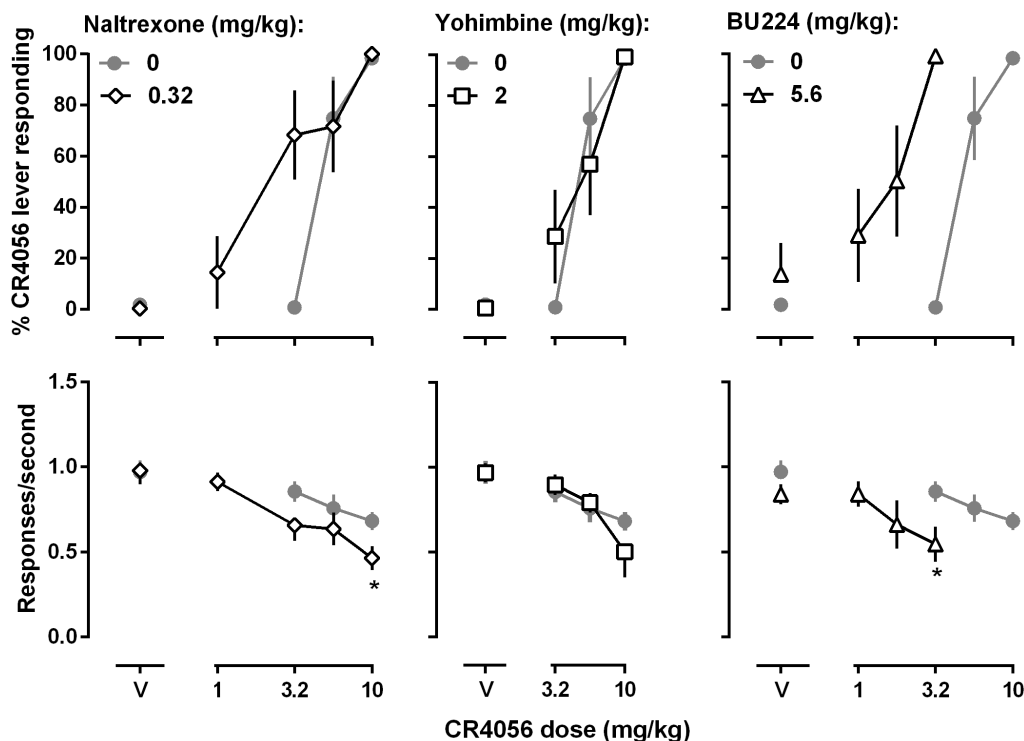 Naltrexone (mg/kg):
0
0.32
Yohimbine (mg/kg):
0
2
BU224 (mg/kg):
0
5.6
% CR4056 lever responding
100
80
60
40
20
0
Responses/second
1.5
1.0
0.5
0.0
*
*
V 1 3.2 10
V 3.2 10
V 1 3.2 10
CR4056 dose (mg/kg)